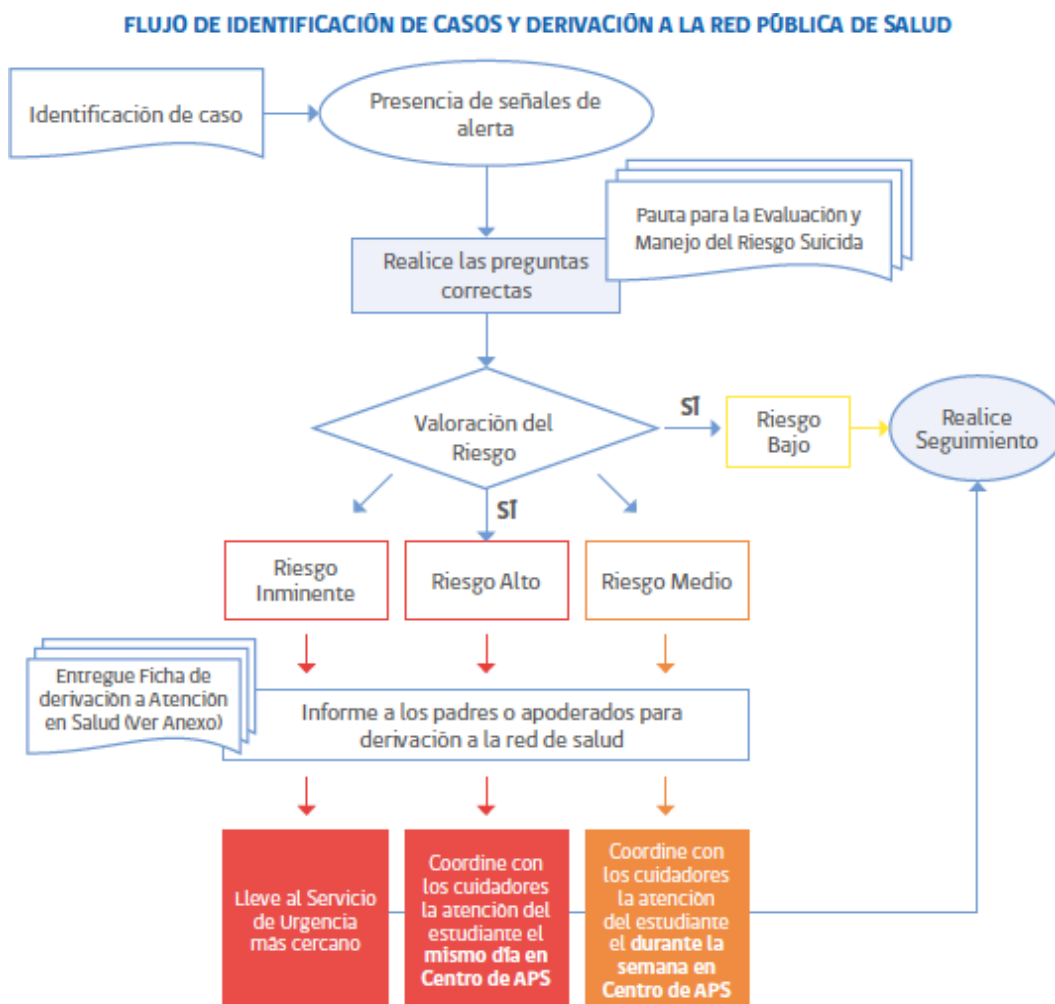 FLUJO DE IDENTIFICACIÓN DE CASOS Y DERIVACIÓN A LA RED PÚBLICA DE SALUD
Identificación de caso
Presencia de señales de
alerta
Pauta para la Evaluación y
Manejo del Riesgo Suicida
Realice las preguntas
correctas
Valoración del
Riesgo
SÍ
Riesgo
Bajo
Realice
Seguimiento
SÍ
Riesgo
Inminente
Riesgo Alto
Riesgo Medio
Entregue Ficha de
derivación a Atención
en Salud (Ver Anexo)
Informe a los padres o apoderados para
derivación a la red de salud
Lleve al Servicio
de Urgencia
más cercano
Coordine con
los cuidadores
la atención del
estudiante el
mismo día en
Centro de APS
Coordine con
los cuidadores
la atención
del estudiante
el durante la
semana en
Centro de APS